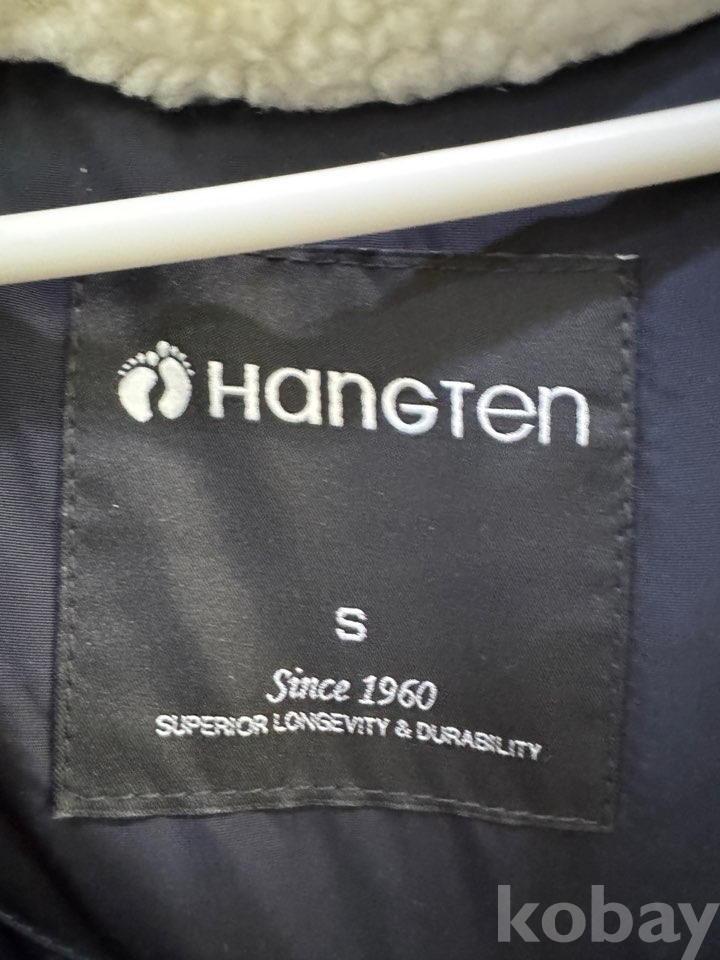 HanGTen
S
Since 1960
SUPERIOR LONGEVITY & DURABILITY
kobay